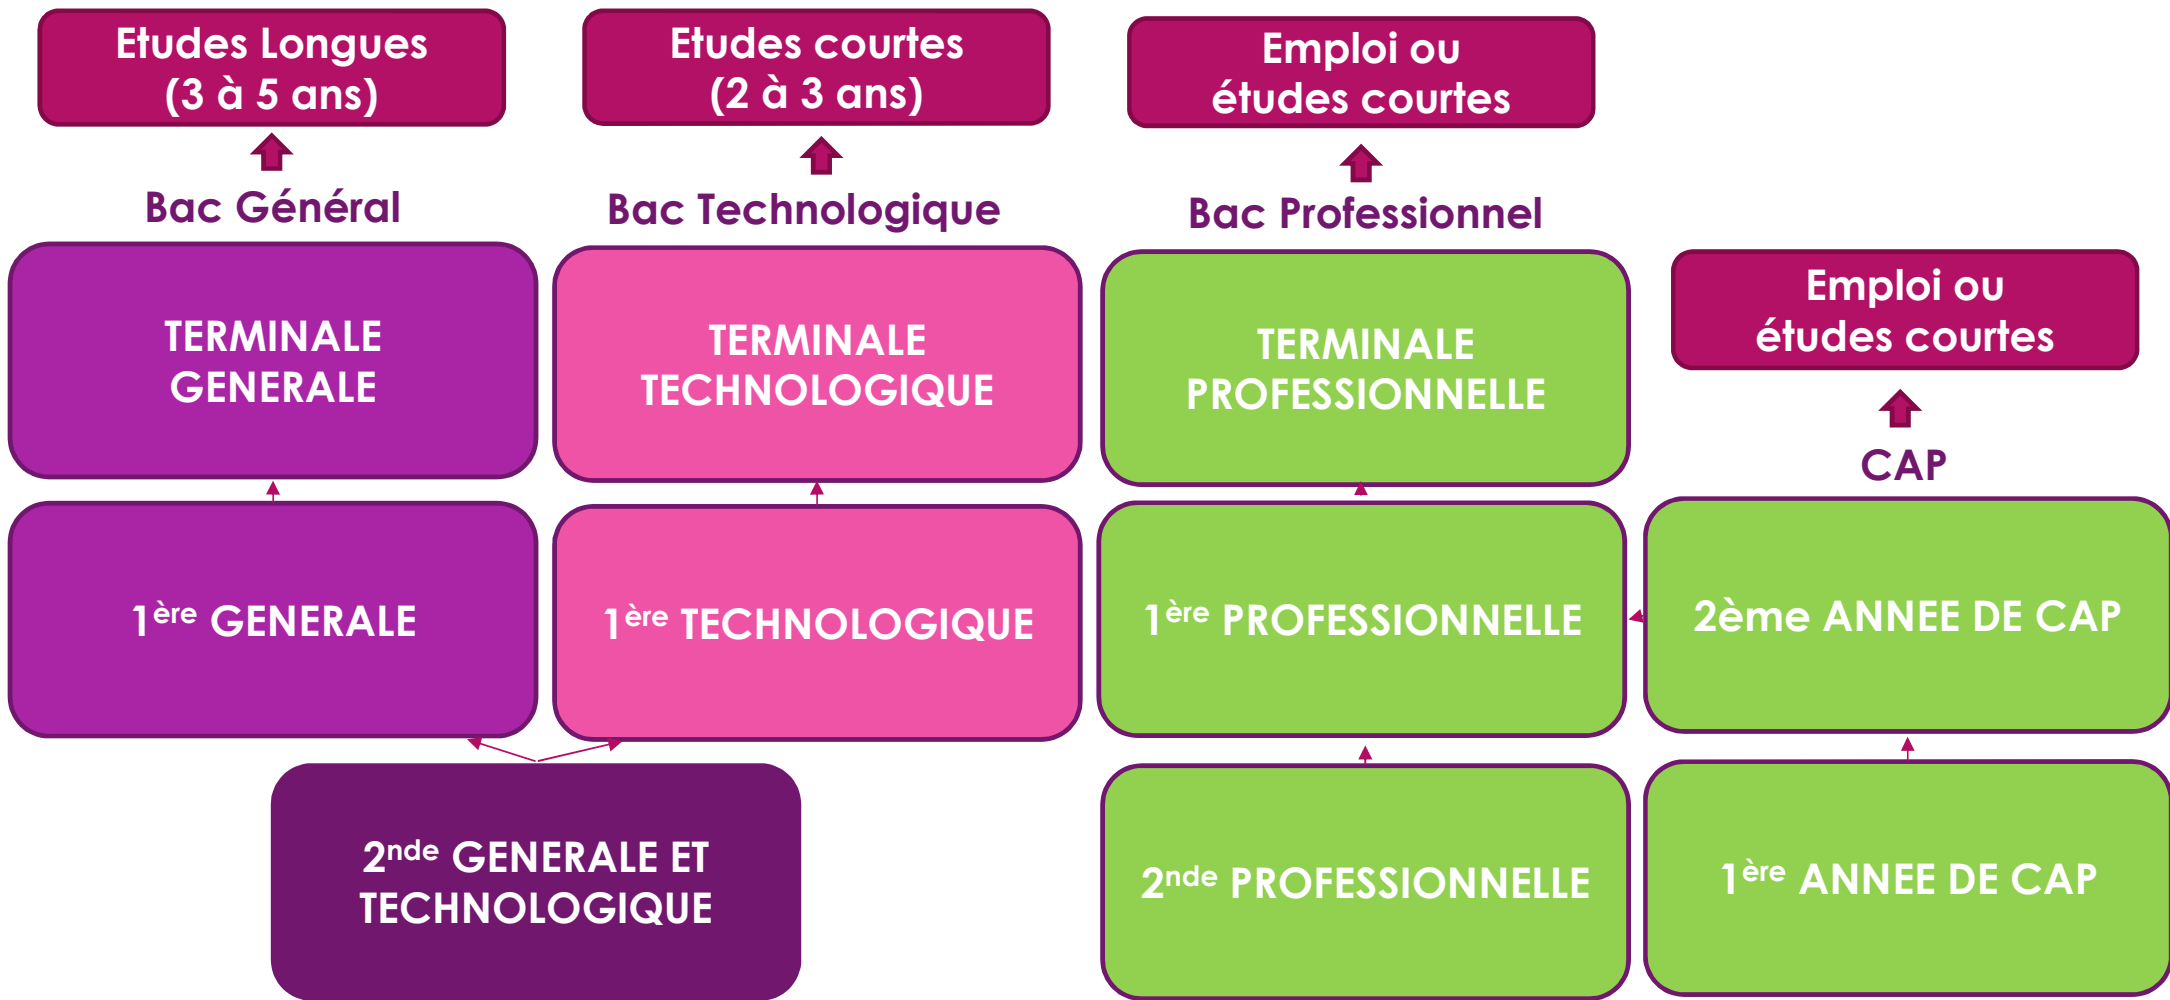 Etudes Longues
(3 à 5 ans)
Etudes courtes
(2 à 3 ans)
Emploi ou
études courtes
Bac Général
Bac Technologique
Bac Professionnel
TERMINALE
GENERALE
TERMINALE
TECHNOLOGIQUE
TERMINALE
PROFESSIONNELLE
Emploi ou
études courtes
CAP
1ère GENERALE
1ère TECHNOLOGIQUE
1ère PROFESSIONNELLE
2ème ANNEE DE CAP
2nde GENERALE ET
TECHNOLOGIQUE
2nde PROFESSIONNELLE
1ère ANNEE DE CAP